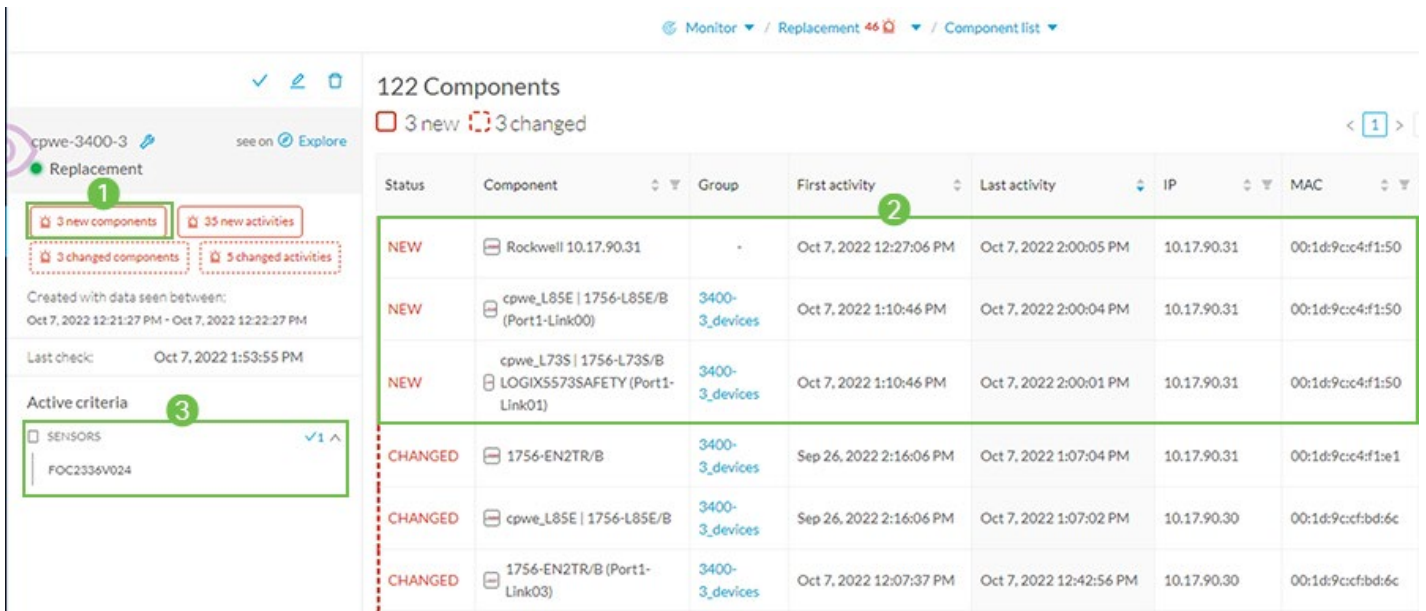 Monitor / Replacement 46 / Component list
cpwe-3400-3 see on Explore
Replacement
1
3 new components 35 new activities
3 changed components 5 changed activities
Created with data seen between:
Oct 7, 2022 12:21:27 PM - Oct 7, 2022 12:22:27 PM
Last check: Oct 7, 2022 1:53:55 PM
Active criteria
3
SENSORS 1
FOC2336V024
122 Components
3 new 3 changed
< 1 >
Status Component Group First activity Last activity IP MAC
2
NEW Rockwell 10.17.90.31 - Oct 7, 2022 12:27:06 PM Oct 7, 2022 2:00:05 PM 10.17.90.31 00:1d:9c:c4:f1:50
NEW cpwe_L85E | 1756-L85E/B 3400- Oct 7, 2022 1:10:46 PM Oct 7, 2022 2:00:04 PM 10.17.90.31 00:1d:9c:c4:f1:50
(Port1-Link00) 3_devices
cpwe_L73S | 1756-L73S/B
NEW LOGIX5573SAFETY (Port1- 3400- Oct 7, 2022 1:10:46 PM Oct 7, 2022 2:00:01 PM 10.17.90.31 00:1d:9c:c4:f1:50
Link01) 3_devices
CHANGED 1756-EN2TR/B 3400- Sep 26, 2022 2:16:06 PM Oct 7, 2022 1:07:04 PM 10.17.90.31 00:1d:9c:c4:f1:e1
3_devices
CHANGED cpwe_L85E | 1756-L85E/B 3400- Sep 26, 2022 2:16:06 PM Oct 7, 2022 1:07:02 PM 10.17.90.30 00:1d:9c:cf:bd:6c
3_devices
CHANGED 1756-EN2TR/B (Port1- 3400- Oct 7, 2022 12:07:37 PM Oct 7, 2022 12:42:56 PM 10.17.90.30 00:1d:9c:cf:bd:6c
Link03) 3_devices